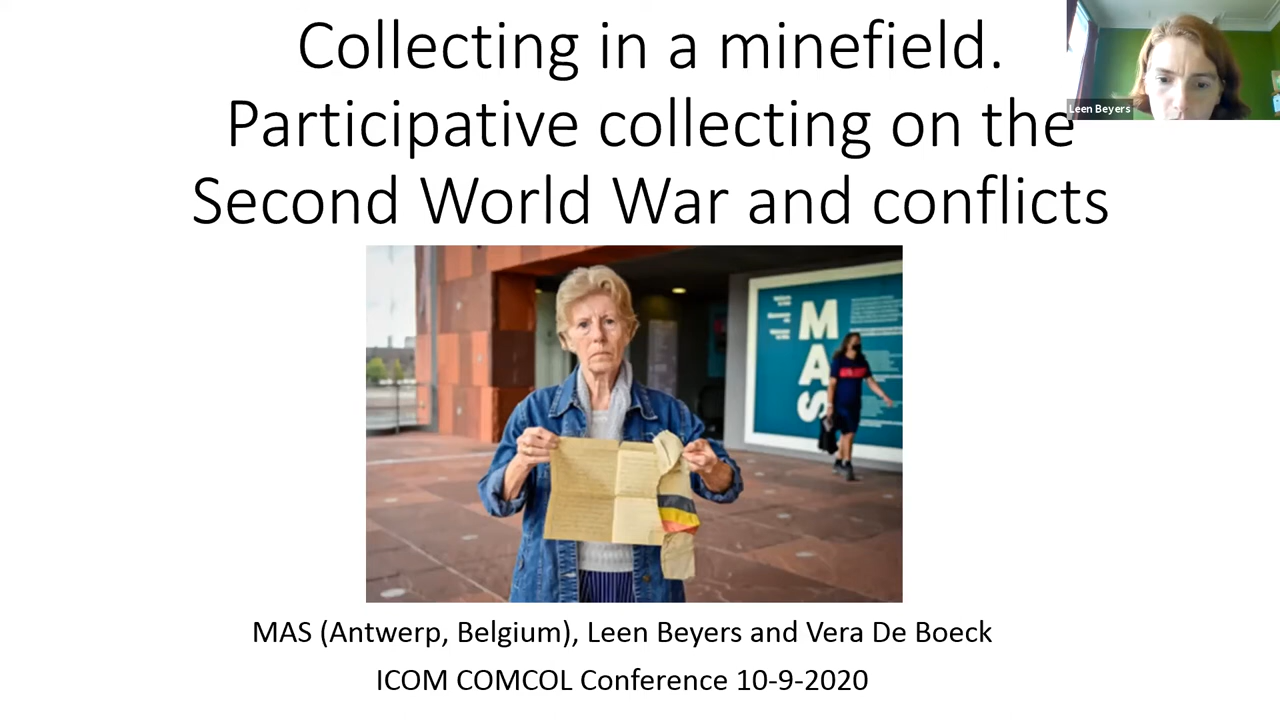 Collecting in a minefield.
Participative collecting on the
Second World War and conflicts
Leen Beyers
MAS
MAS (Antwerp, Belgium), Leen Beyers and Vera De Boeck
ICOM COMCOL Conference 10-9-2020